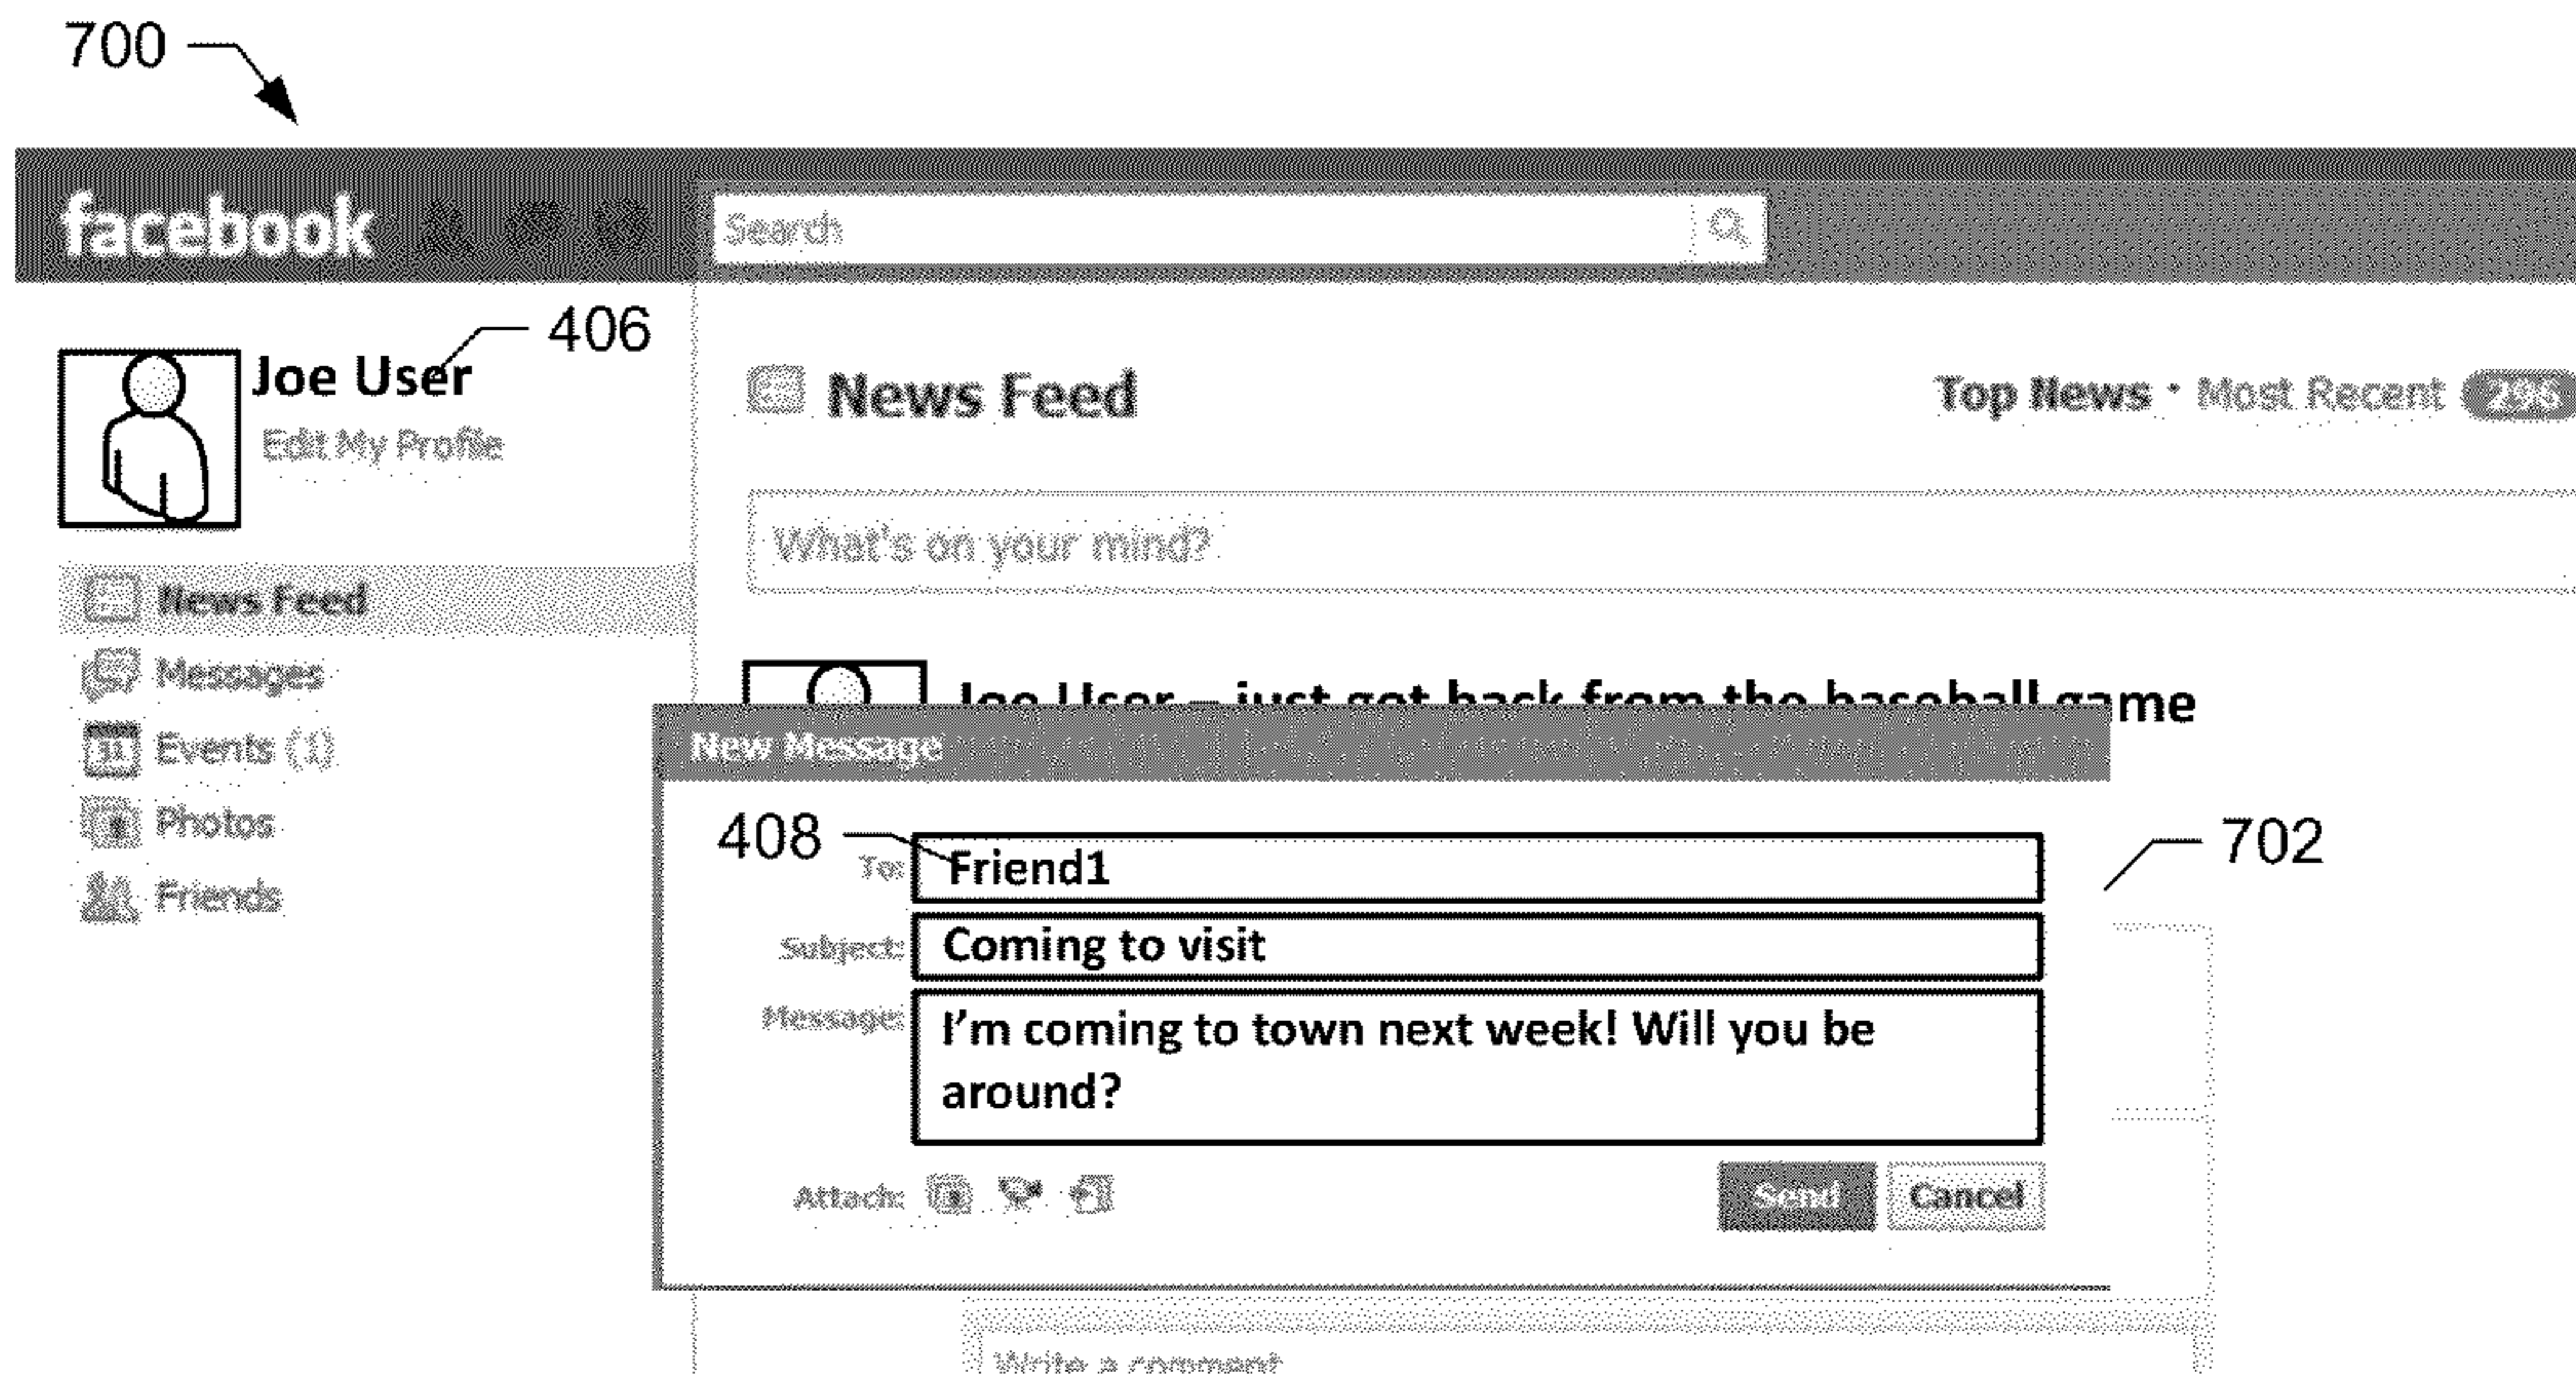 700
facebook
Search
406
Joe User
Edit My Profile
News Feed
Top News · Most Recent 296
What's on your mind?
News Feed
Messages
31 Events (1)
Photos
Friends
Joe User – just got back from the baseball game
New Message
408
702
To: Friend1
Subject: Coming to visit
Message: I'm coming to town next week! Will you be
around?
Attach:
Send Cancel
Write a comment